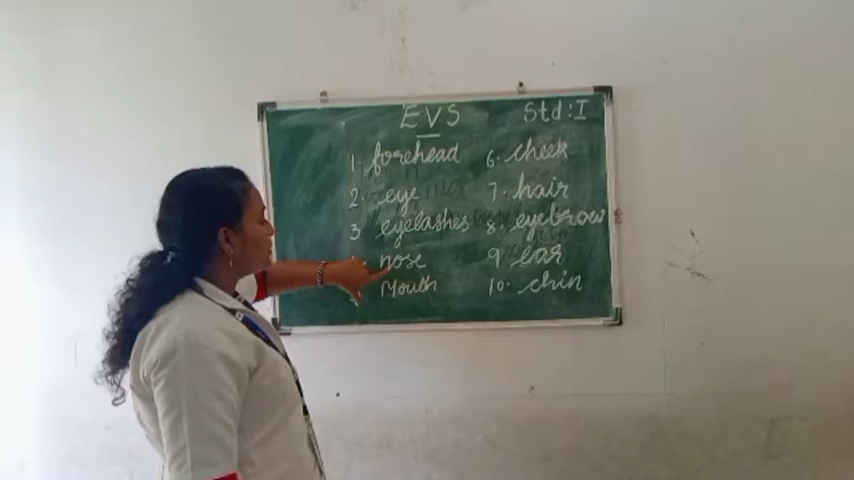 EVS Std:I
1. forehead 6. cheek
2. eye 7. hair
3 eyelashes 8. eyebrow
nose 9 ear
Mouth 10. chin